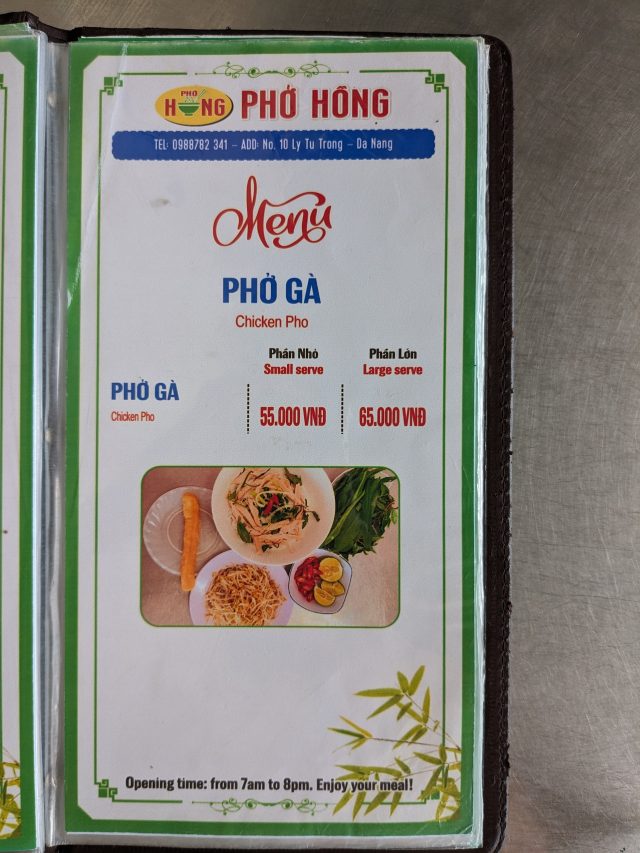 PHỞ
HỒNG
PHỞ HỒNG
TEL: 0988782 341 – ADD: No. 10 Ly Tu Trong – Da Nang
Menu
PHỞ GÀ
Chicken Pho
Phần Nhỏ Phần Lớn
Small serve Large serve
PHỞ GÀ 55.000 VNĐ 65.000 VNĐ
Chicken Pho
Opening time: from 7am to 8pm. Enjoy your meal!